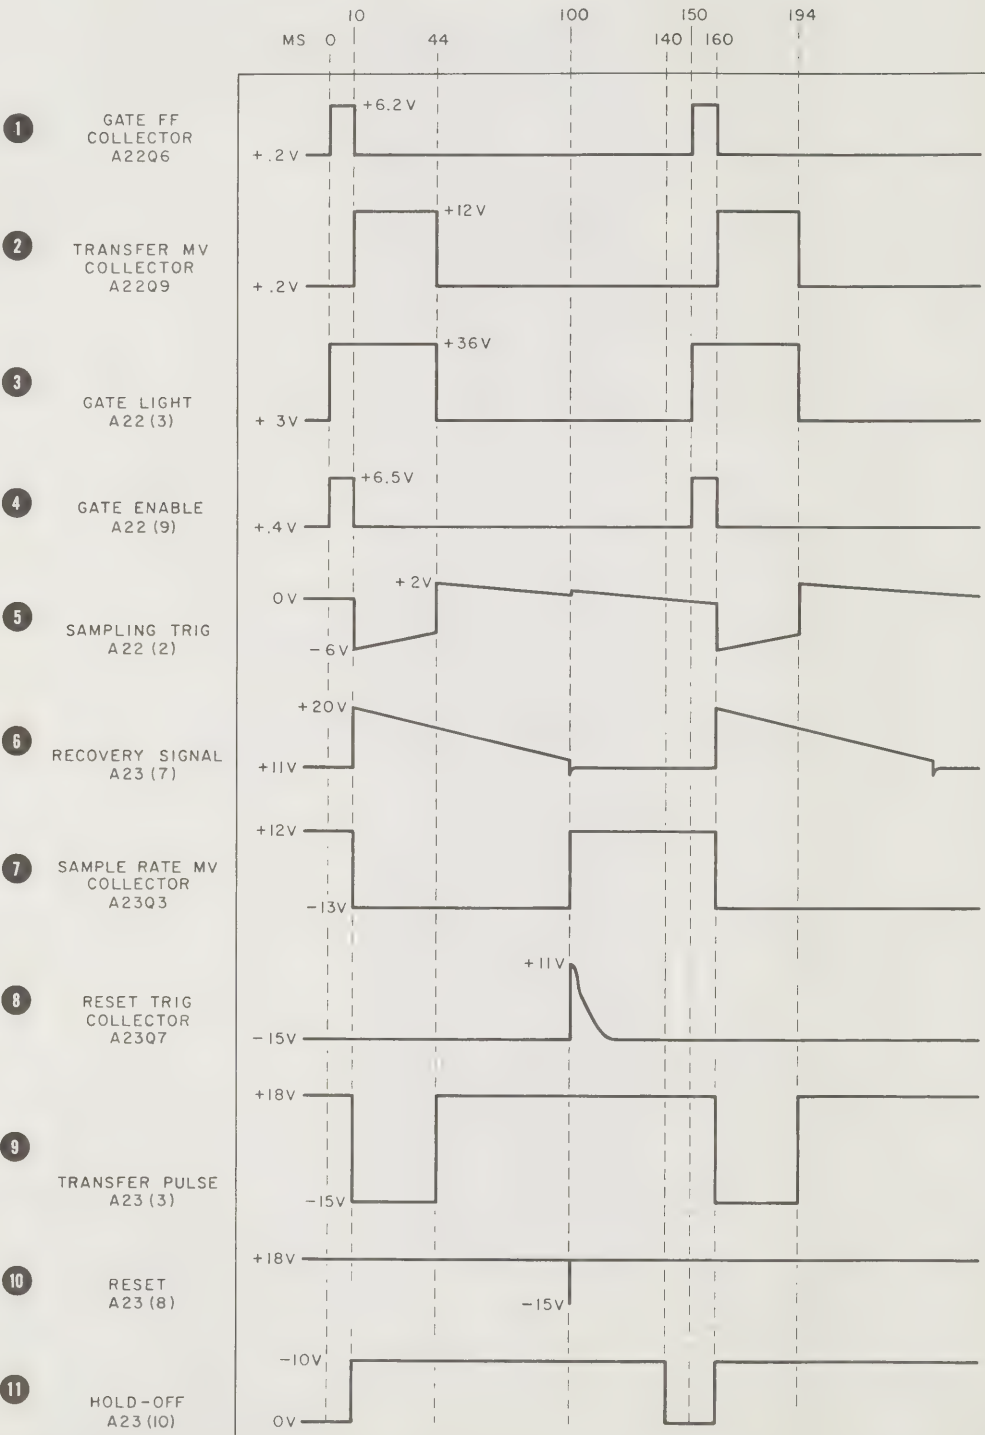 10 100 150 194
MS 0 44 140 160
1
GATE FF
COLLECTOR
A22Q6
+6.2V
+.2V
2
TRANSFER MV
COLLECTOR
A22Q9
+12V
+.2V
3
GATE LIGHT
A22(3)
+36V
+3V
4
GATE ENABLE
A22(9)
+6.5V
+.4V
5
SAMPLING TRIG
A22(2)
+2V
0V
-6V
6
RECOVERY SIGNAL
A23(7)
+20V
+11V
7
SAMPLE RATE MV
COLLECTOR
A23Q3
+12V
-13V
8
RESET TRIG
COLLECTOR
A23Q7
+11V
-15V
9
TRANSFER PULSE
A23(3)
+18V
-15V
10
RESET
A23(8)
+18V
-15V
11
HOLD-OFF
A23(10)
-10V
0V